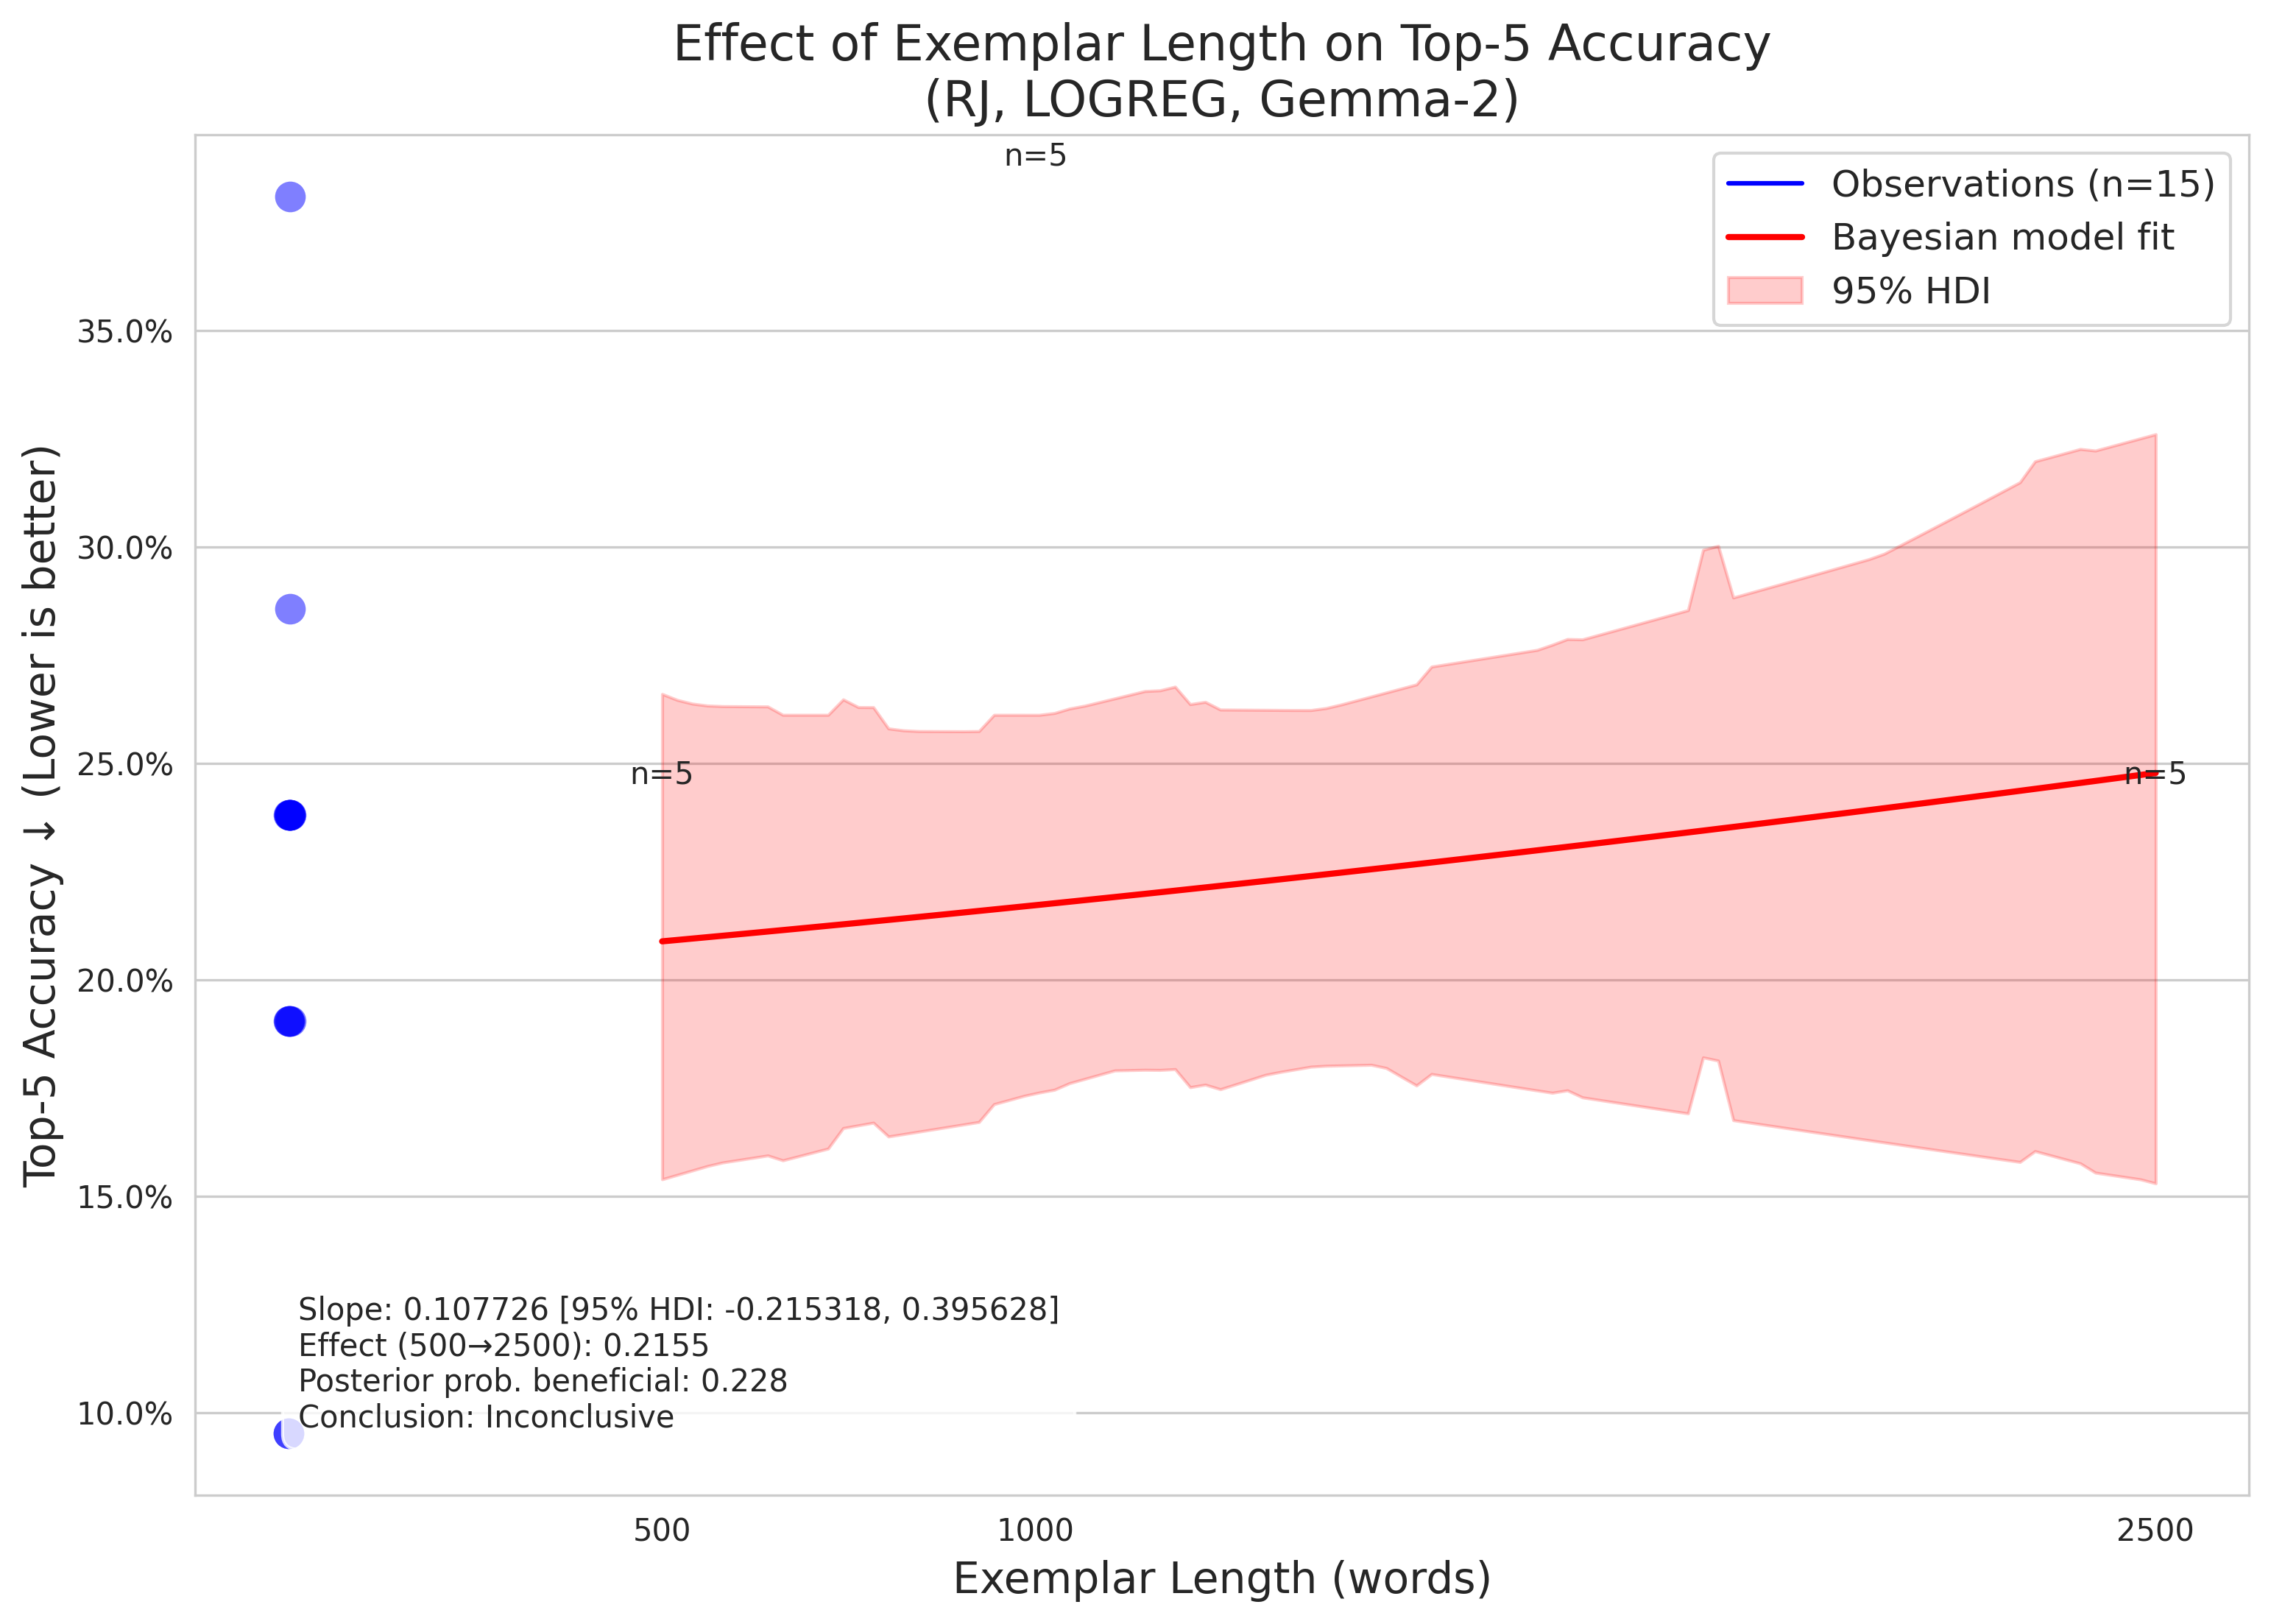 Effect of Exemplar Length on Top-5 Accuracy
(RJ, LOGREG, Gemma-2)
n=5
Observations (n=15)
Bayesian model fit
95% HDI
35.0%
30.0%
25.0%
20.0%
15.0%
10.0%
n=5
n=5
Top-5 Accuracy ↓ (Lower is better)
Slope: 0.107726 [95% HDI: -0.215318, 0.395628]
Effect (500→2500): 0.2155
Posterior prob. beneficial: 0.228
Conclusion: Inconclusive
500
1000
2500
Exemplar Length (words)